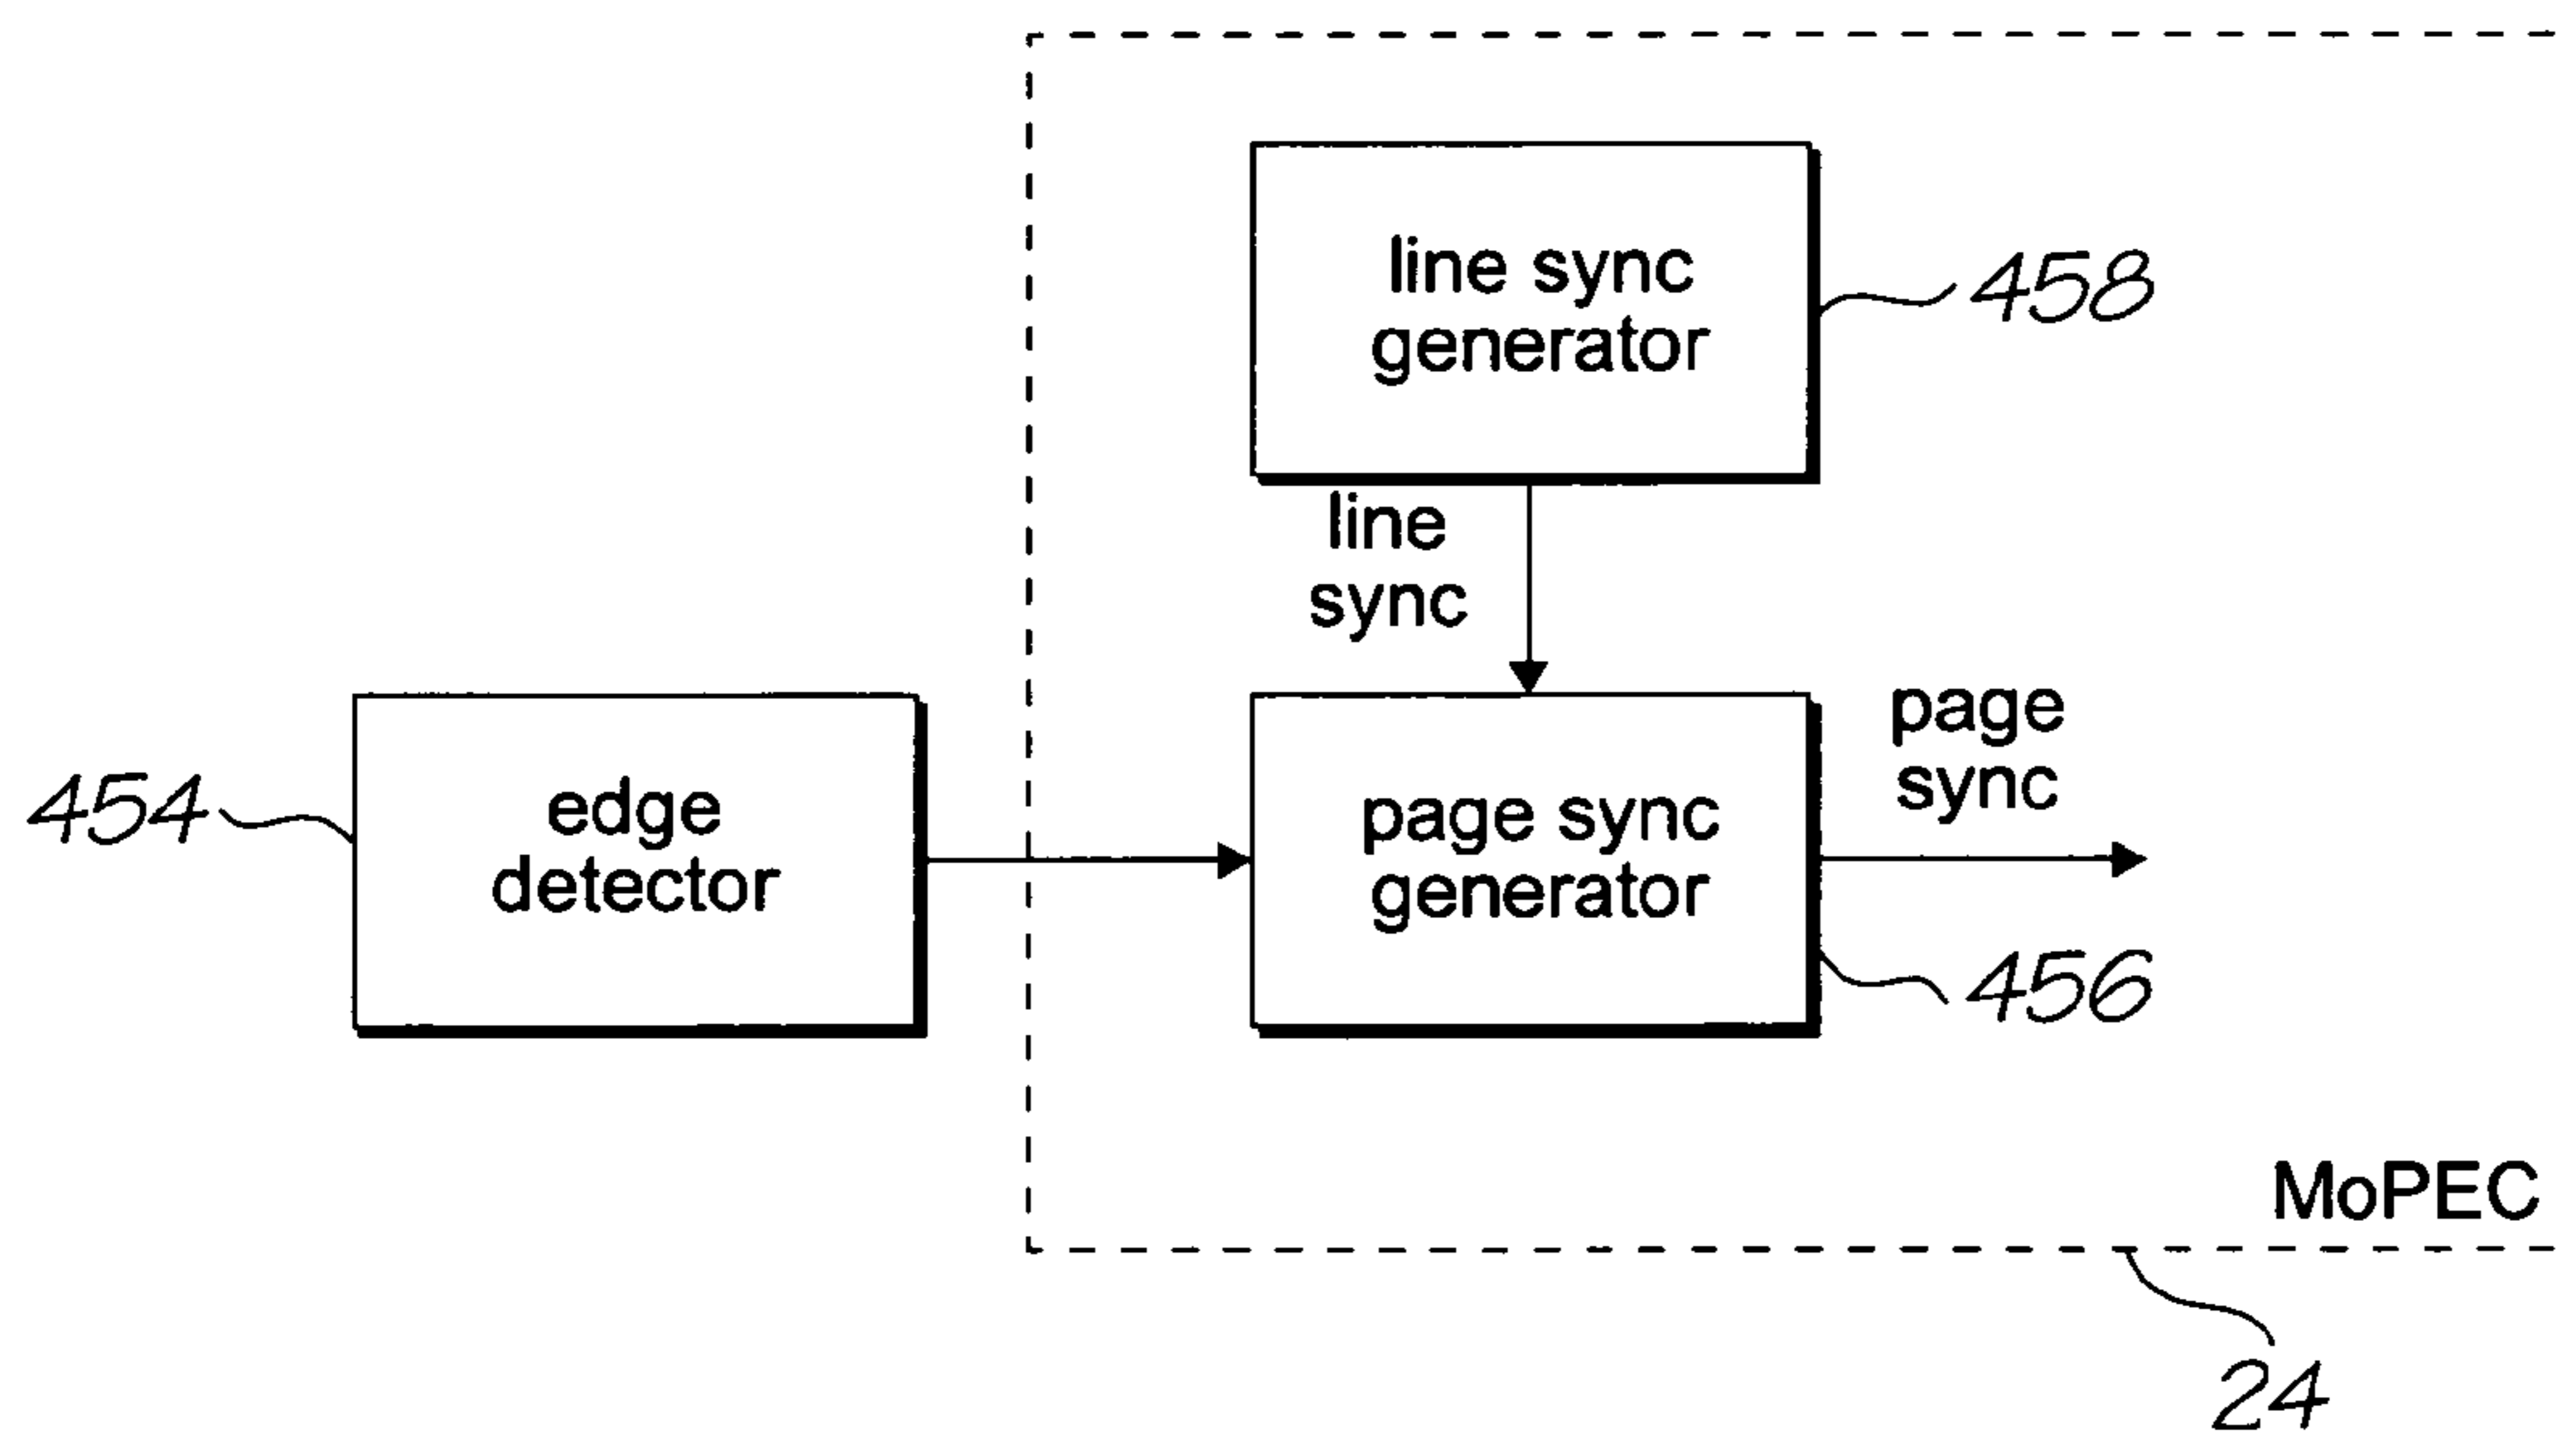 line sync
generator
458
line
sync
page
sync
454
edge
detector
page sync
generator
456
MoPEC
24